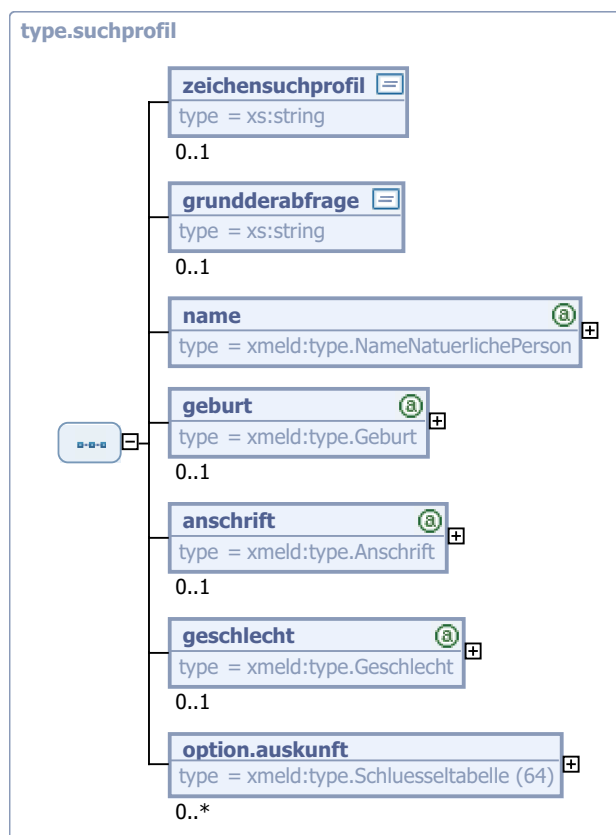 type.suchprofil
zeichensuchprofil
type = xs:string
0..1
grundderabfrage
type = xs:string
0..1
name
type = xmeld:type.NameNatuerlichePerson
geburt
type = xmeld:type.Geburt
0..1
anschrift
type = xmeld:type.Anschrift
0..1
geschlecht
type = xmeld:type.Geschlecht
0..1
option.auskunft
type = xmeld:type.Schluesseltabelle (64)
0..*